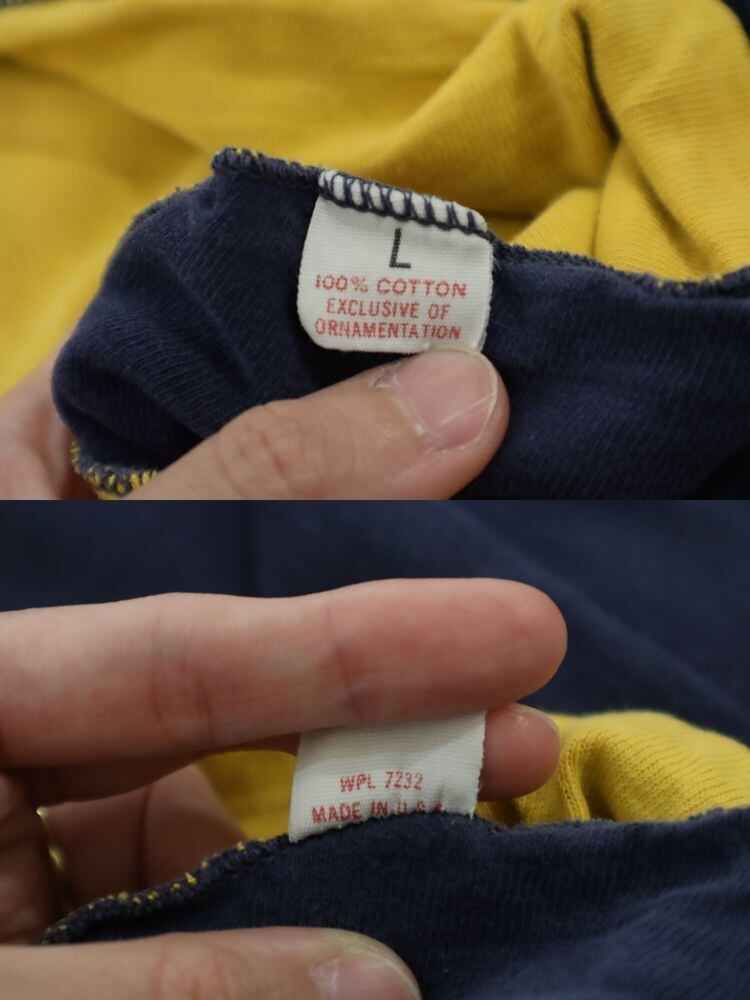 L
100% COTTON
EXCLUSIVE OF
ORNAMENTATION
WPL 7232
MADE IN U.S.A